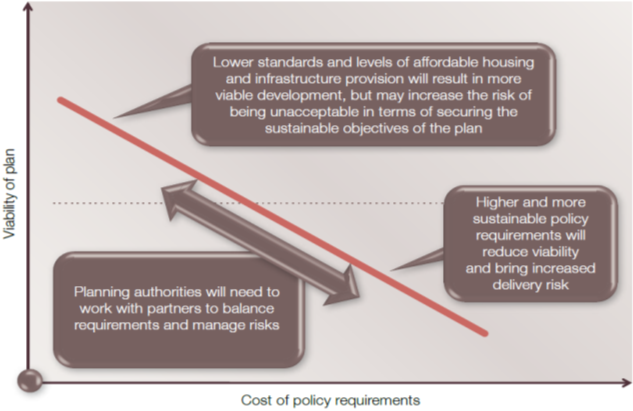 Lower standards and levels of affordable housing
and infrastructure provision will result in more
viable development, but may increase the risk of
being unacceptable in terms of securing the
sustainable objectives of the plan
Viability of plan
Higher and more
sustainable policy
requirements will
reduce viability
and bring increased
delivery risk
Planning authorities will need to
work with partners to balance
requirements and manage risks
Cost of policy requirements